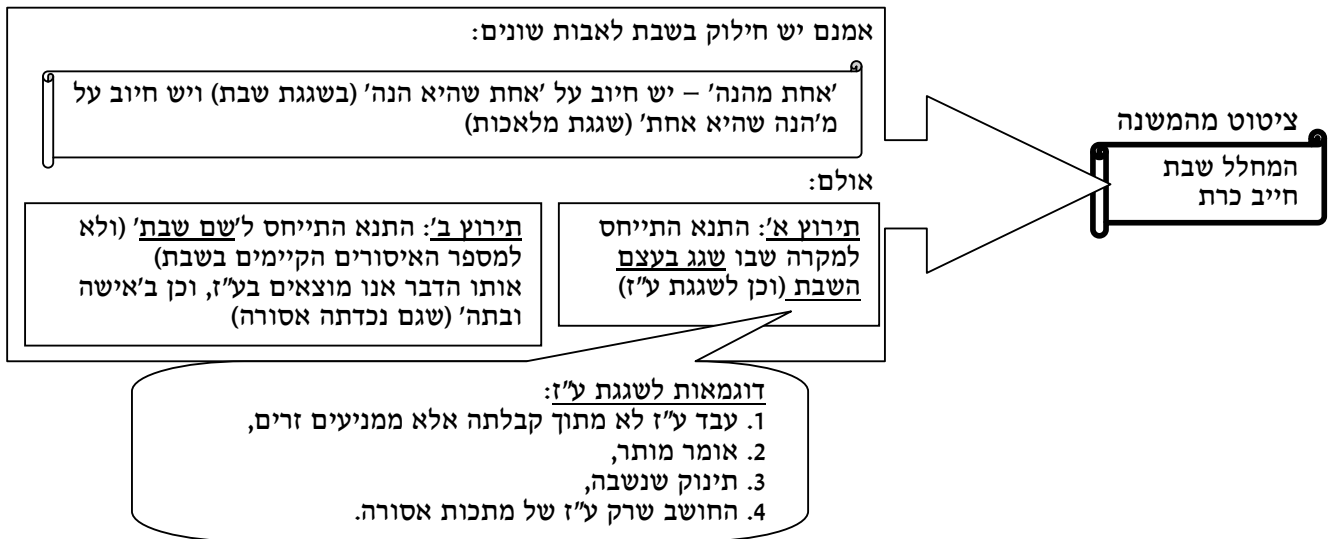 ציטוט מהמשנה
המחלל שבת
חייב כרת
אמנם יש חילוק בשבת לאבות שונים:
'אחת מהנה' – יש חיוב על 'אחת שהיא הנה' (בשגגת שבת) ויש חיוב על
מ'הנה שהיא אחת' (שגגת מלאכות)
אולם:
תירוץ א': התנא התייחס
למקרה שבו שגג בעצם
השבת (וכן לשגגת ע"ז)
תירוץ ב': התנא התייחס ל'שם שבת' (ולא
למספר האיסורים הקיימים בשבת)
אותו הדבר אנו מוצאים בע"ז, וכן ב'אישה
ובתה' (שגם נכדתה אסורה)
דוגמאות לשגגת ע"ז:
1. עבד ע"ז לא מתוך קבלתה אלא ממניעים זרים,
2. אומר מותר,
3. תינוק שנשבה,
4. החושב שרק ע"ז של מתכות אסורה.